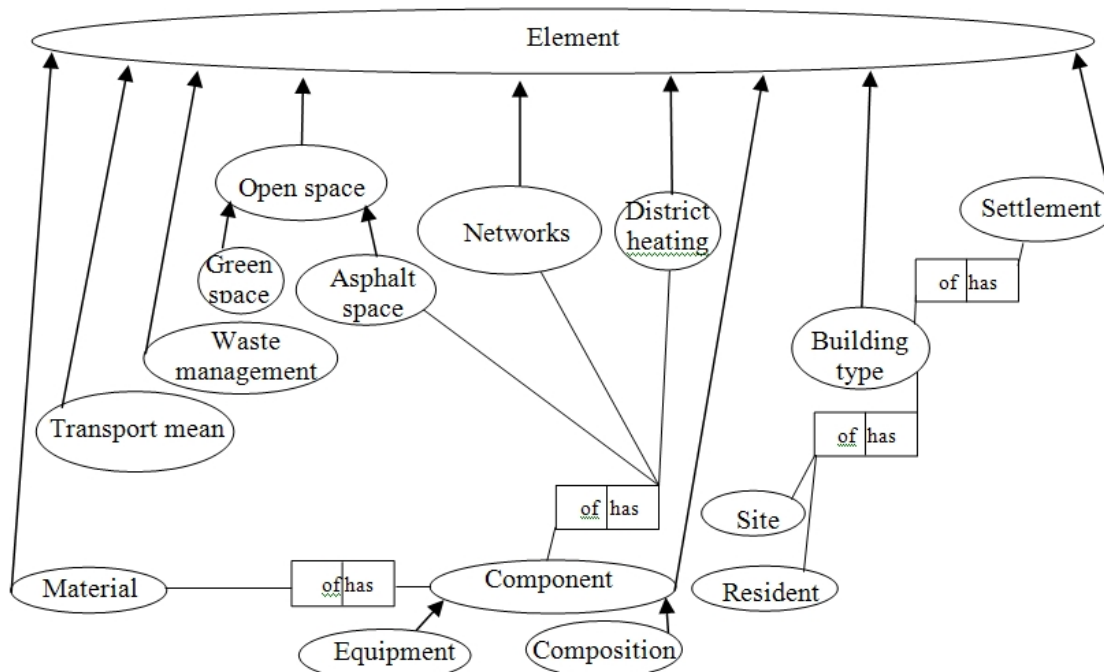 Element
Open space
Settlement
Networks
District
heating
Green
space
Asphalt
space
of has
Waste
management
Building
type
Transport mean
of has
of has
Site
Material
of has
Component
Resident
Equipment
Composition